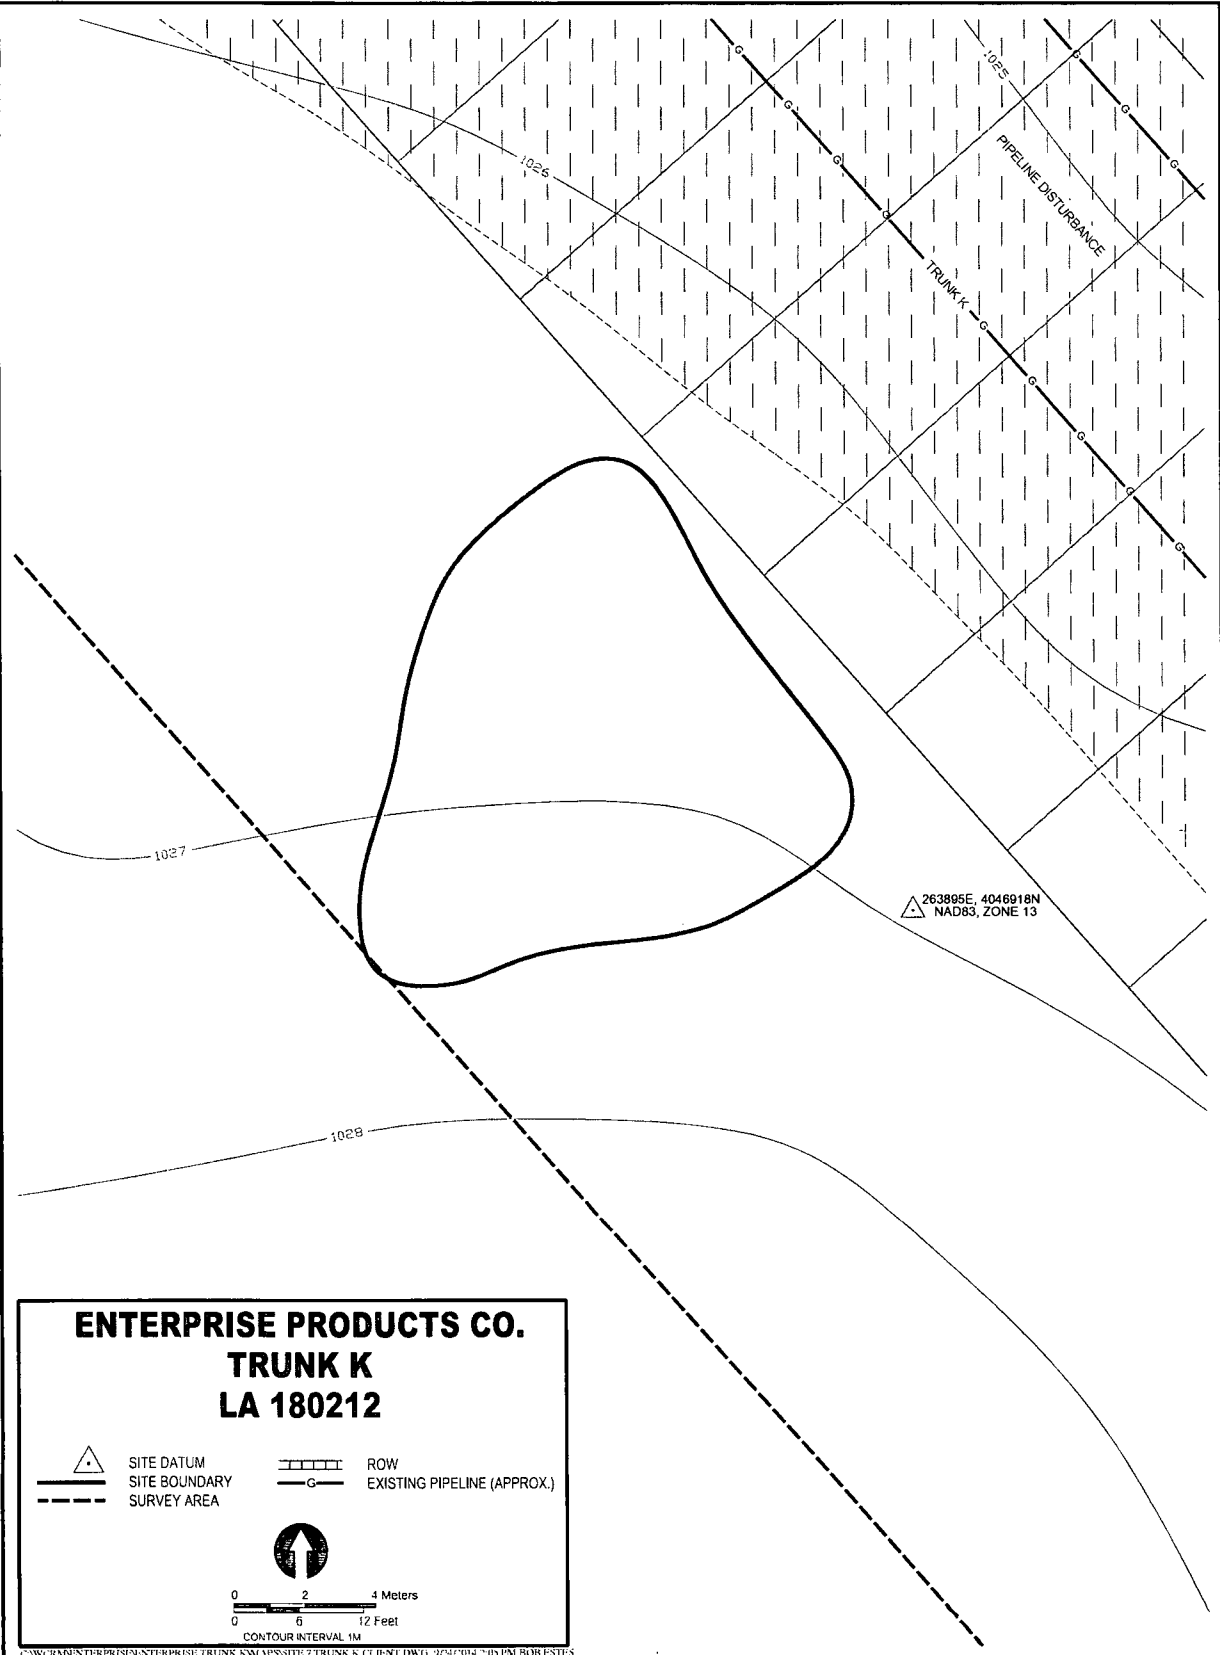 1025
PIPELINE DISTURBANCE
1026
G
G
G
G
TRUNK K
G
G
G
G
G
G
G
G
1027
263895E, 4046918N
NAD83, ZONE 13
1028
ENTERPRISE PRODUCTS CO.
TRUNK K
LA 180212
SITE DATUM
ROW
SITE BOUNDARY
G
EXISTING PIPELINE (APPROX.)
SURVEY AREA
0 2 4 Meters
0 6 12 Feet
CONTOUR INTERVAL 1M